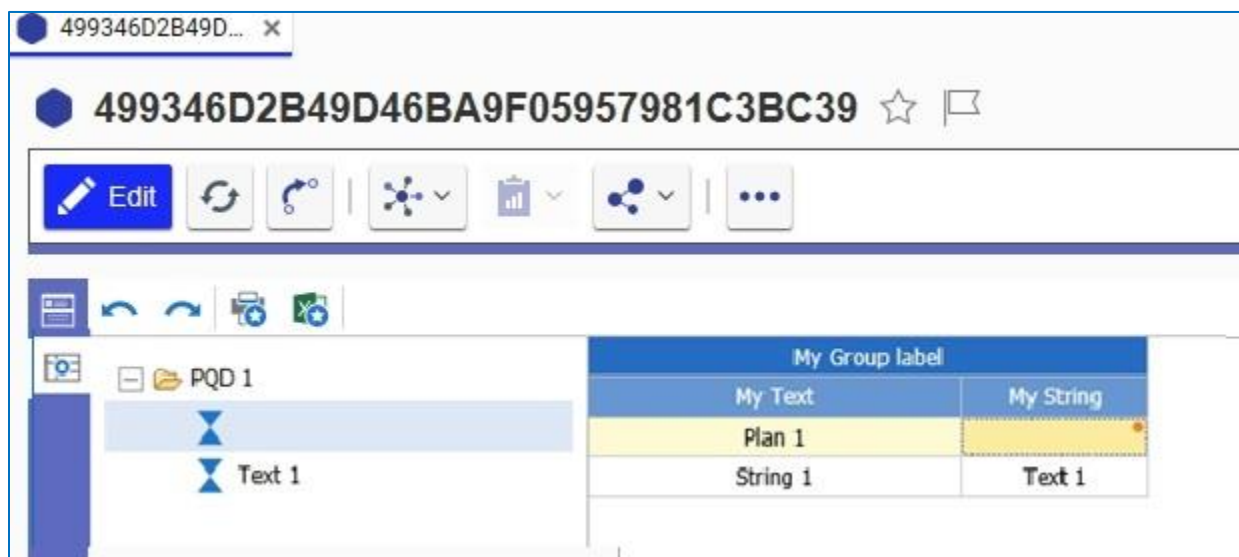 499346D2B49D...
499346D2B49D46BA9F05957981C3BC39
Edit
PQD 1
Text 1
My Group label
My Text My String
Plan 1
String 1 Text 1